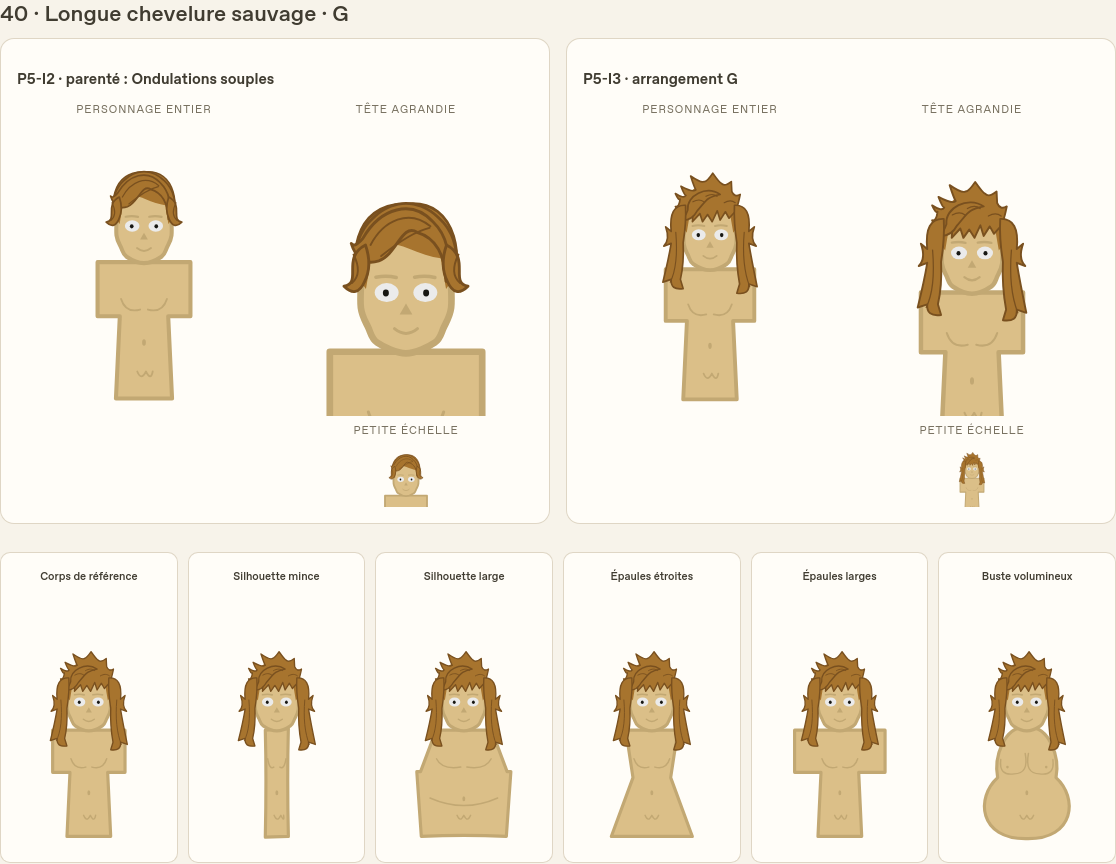 40 · Longue chevelure sauvage · G
P5-I2 · parenté : Ondulations souples
PERSONNAGE ENTIER
TÊTE AGRANDIE
PETITE ÉCHELLE
P5-I3 · arrangement G
PERSONNAGE ENTIER
TÊTE AGRANDIE
PETITE ÉCHELLE
Corps de référence
Silhouette mince
Silhouette large
Épaules étroites
Épaules larges
Buste volumineux